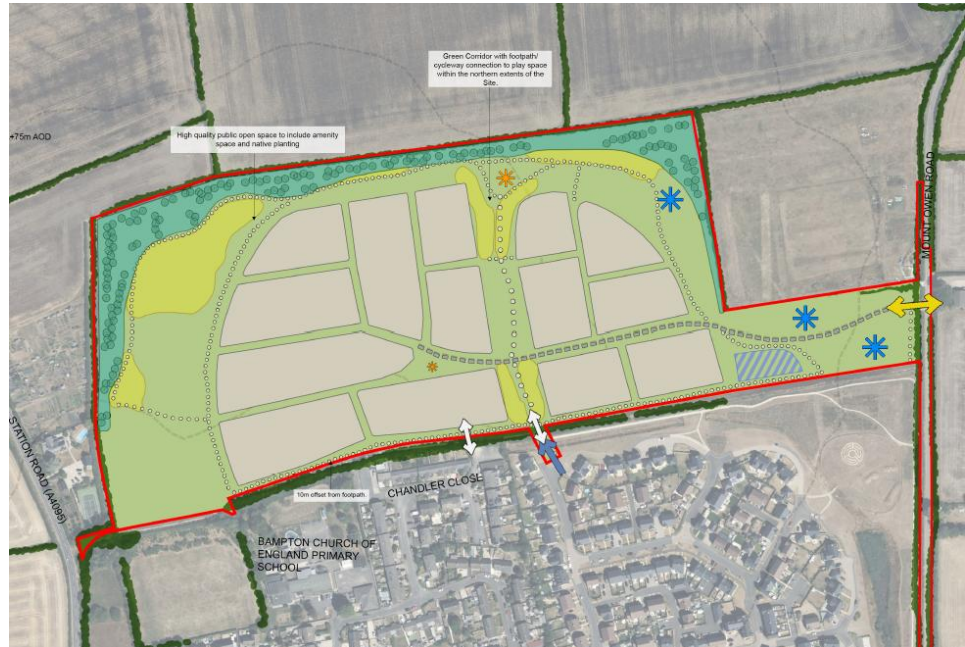 Green Corridor with footpath/
cycleway connection to play space
within the northern extents of the
Site.
High quality public open space to include amenity
space and native planting
+75m AOD
MOUNT OWEN ROAD
STATION ROAD (A4095)
10m offset from footpath.
CHANDLER CLOSE
BAMPTON CHURCH OF
ENGLAND PRIMARY
SCHOOL